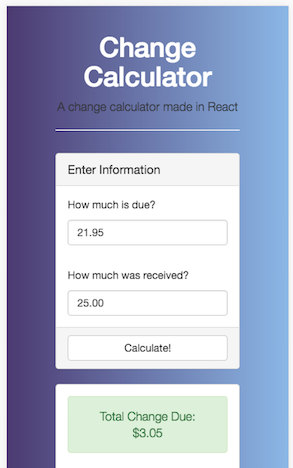 Change
Calculator
A change calculator made in React
Enter Information
How much is due?
21.95
How much was received?
25.00
Calculate!
Total Change Due:
$3.05